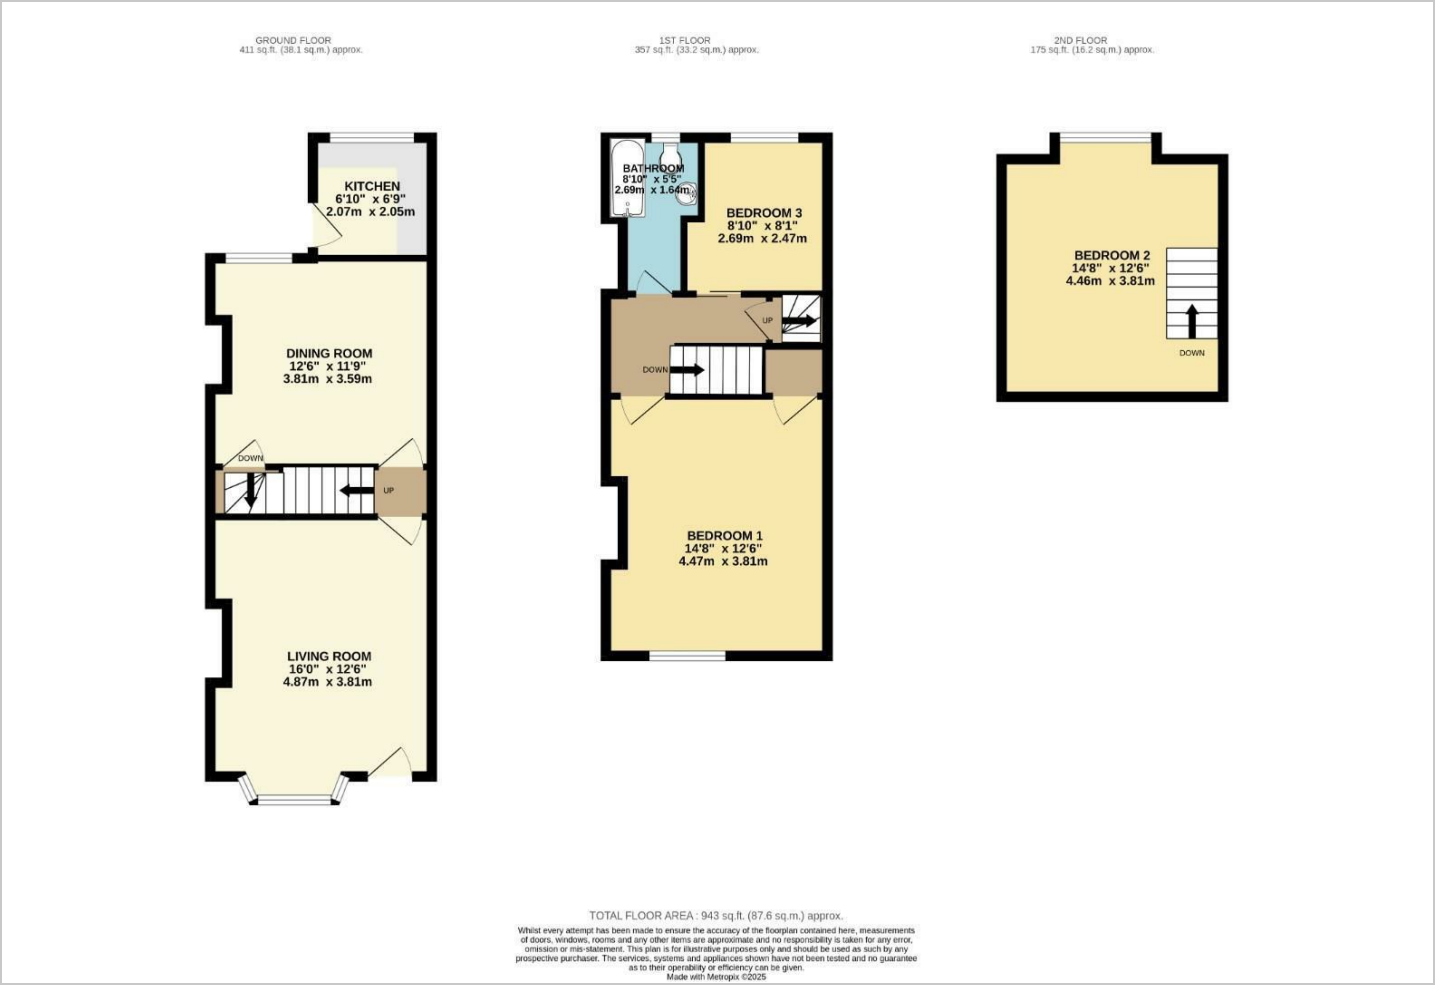 GROUND FLOOR
411 sq.ft. (38.1 sq.m.) approx.
1ST FLOOR
357 sq.ft. (33.2 sq.m.) approx.
2ND FLOOR
175 sq.ft. (16.2 sq.m.) approx.
KITCHEN
6'10" x 6'9"
2.07m x 2.05m
DINING ROOM
12'6" x 11'9"
3.81m x 3.59m
DOWN
UP
LIVING ROOM
16'0" x 12'6"
4.87m x 3.81m
BATHROOM
8'10" x 5'5"
2.69m x 1.64m
BEDROOM 3
8'10" x 8'1"
2.69m x 2.47m
UP
DOWN
BEDROOM 1
14'8" x 12'6"
4.47m x 3.81m
BEDROOM 2
14'8" x 12'6"
4.46m x 3.81m
DOWN
TOTAL FLOOR AREA : 943 sq.ft. (87.6 sq.m.) approx.
Whilst every attempt has been made to ensure the accuracy of the floorplan contained here, measurements
of doors, windows, rooms and any other items are approximate and no responsibility is taken for any error,
omission or mis-statement. This plan is for illustrative purposes only and should be used as such by any
prospective purchaser. The services, systems and appliances shown have not been tested and no guarantee
as to their operability or efficiency can be given.
Made with Metropix ©2025